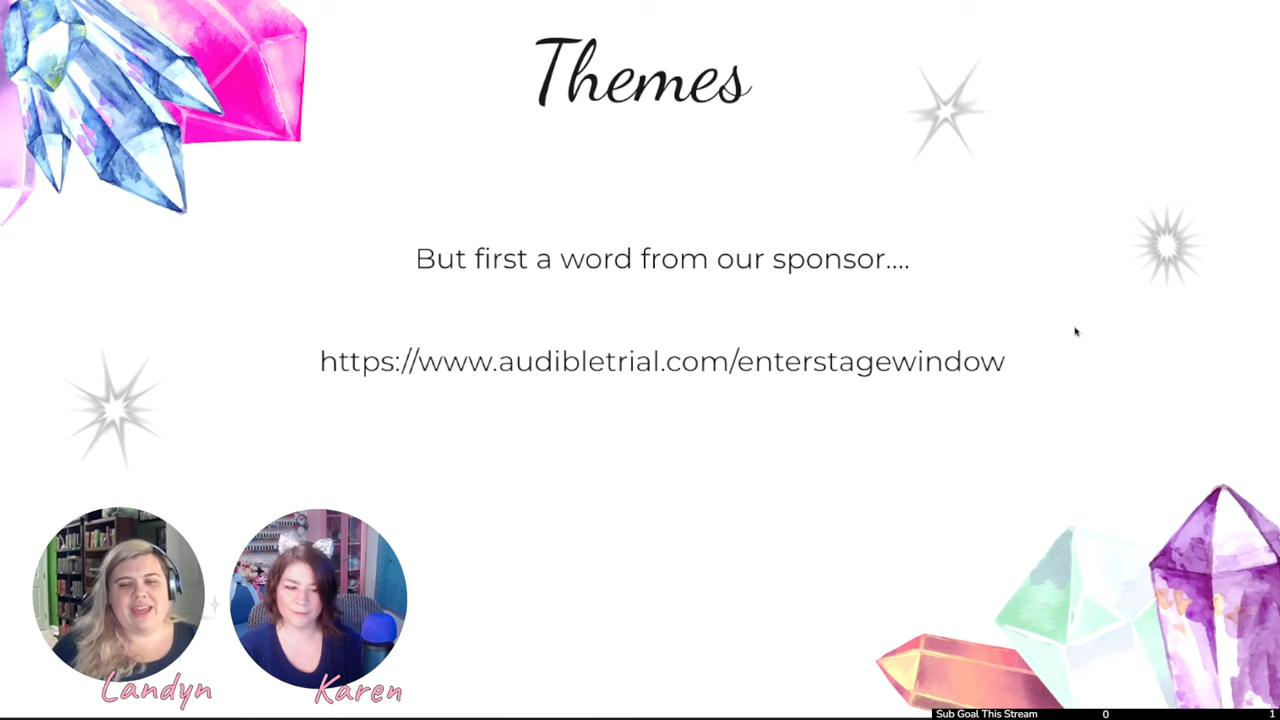 Themes
But first a word from our sponsor....
https://www.audibletrial.com/enterstagewindow
Landyn
Karen
Sub Goal This Stream 0 1